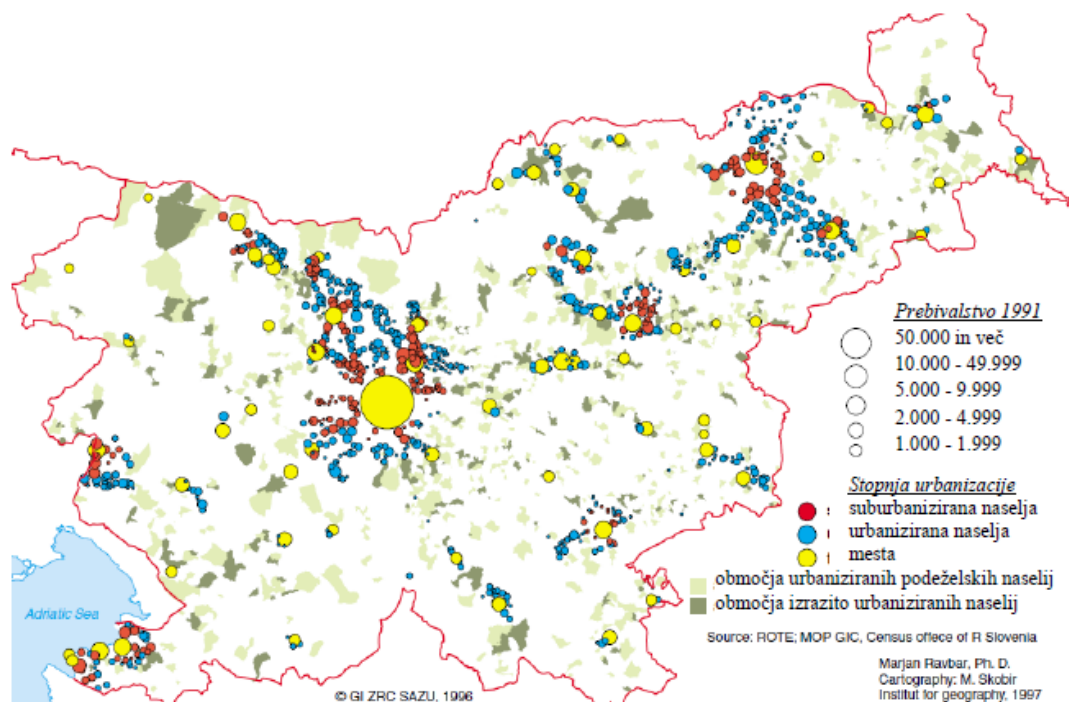 Prebivalstvo 1991
50.000 in več
10.000 - 49.999
5.000 - 9.999
2.000 - 4.999
1.000 - 1.999
Stopnja urbanizacije
suburbanizirana naselja
urbanizirana naselja
mesta
območja urbaniziranih podeželskih naselij
območja izrazito urbaniziranih naselij
Adriatic Sea
Source: ROTE; MOP GIC, Census offece of R Slovenia
Marjan Ravbar, Ph. D.
Cartography: M. Skobir
Institut for geography, 1997
© GI ZRC SAZU, 1996